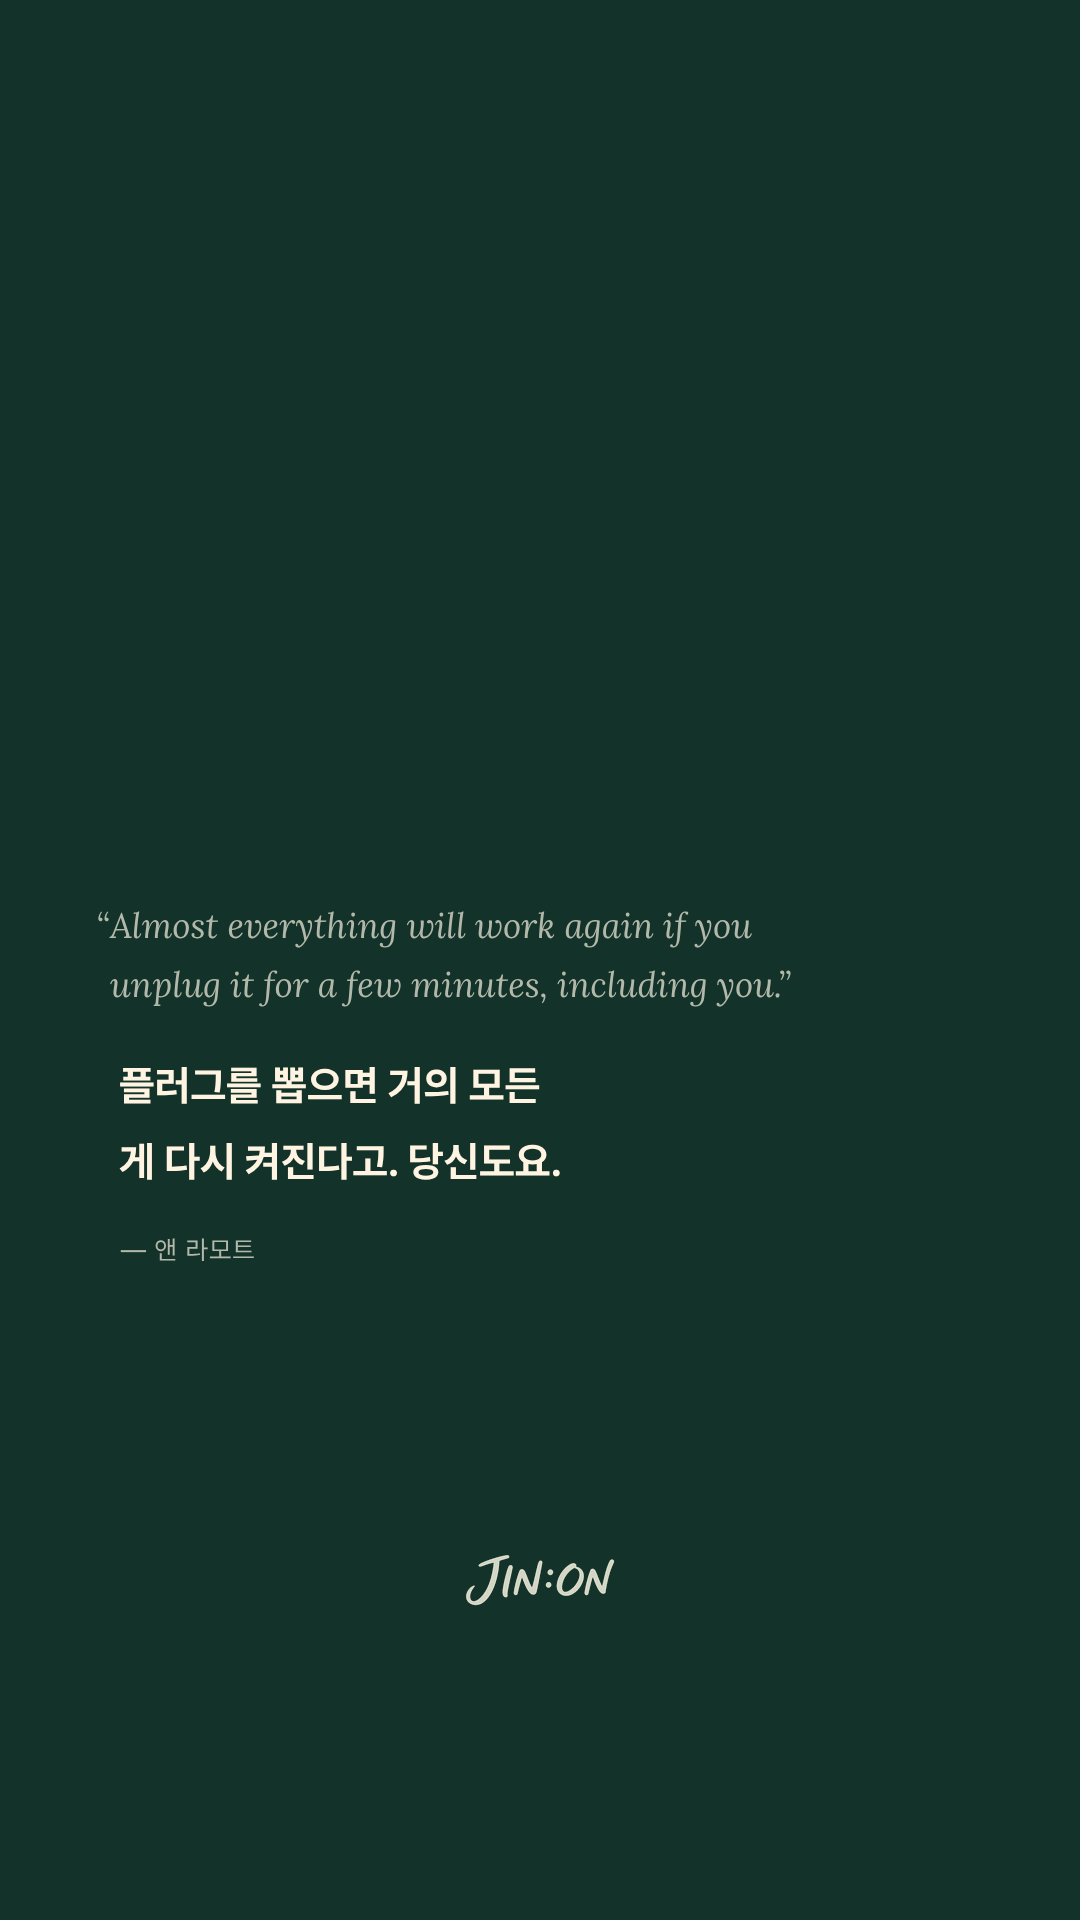 “Almost everything will work again if you
unplug it for a few minutes, including you.”
플러그를 뽑으면 거의 모든
게 다시 켜진다고. 당신도요.
— 앤 라모트
JIN:ON